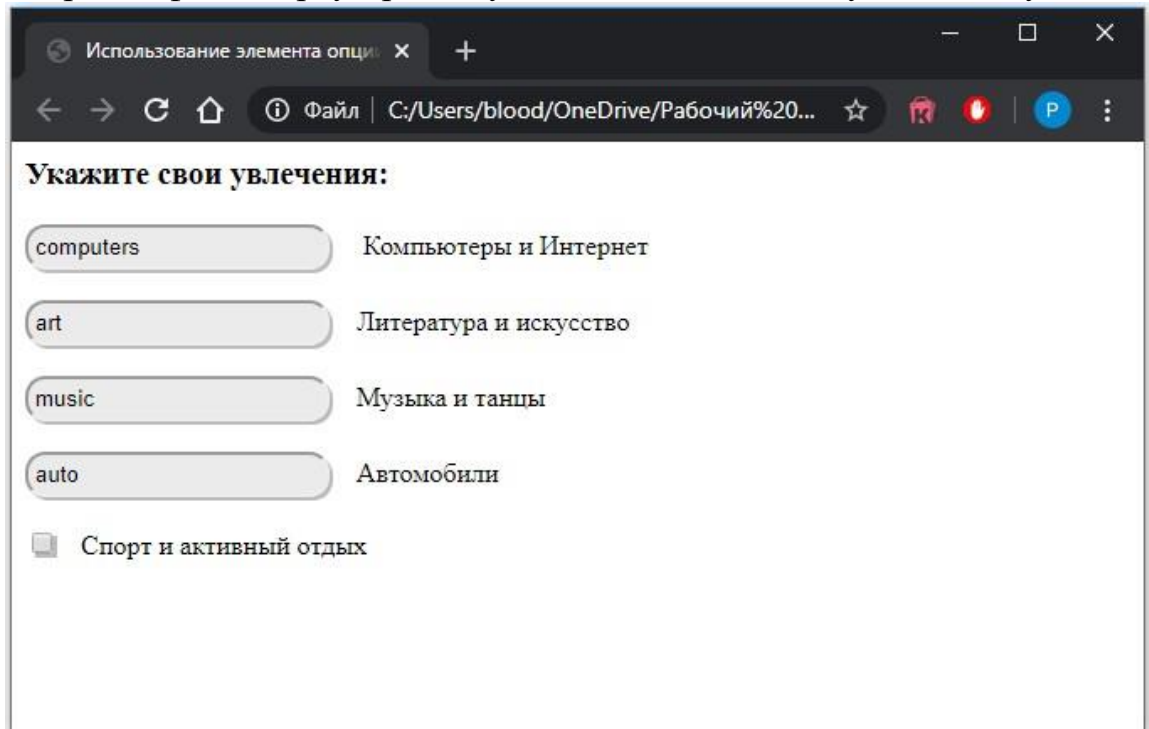 Использование элемента опци
Файл | C:/Users/blood/OneDrive/Рабочий%20...
P
Укажите свои увлечения:
computers Компьютеры и Интернет
art Литература и искусство
music Музыка и танцы
auto Автомобили
Спорт и активный отдых